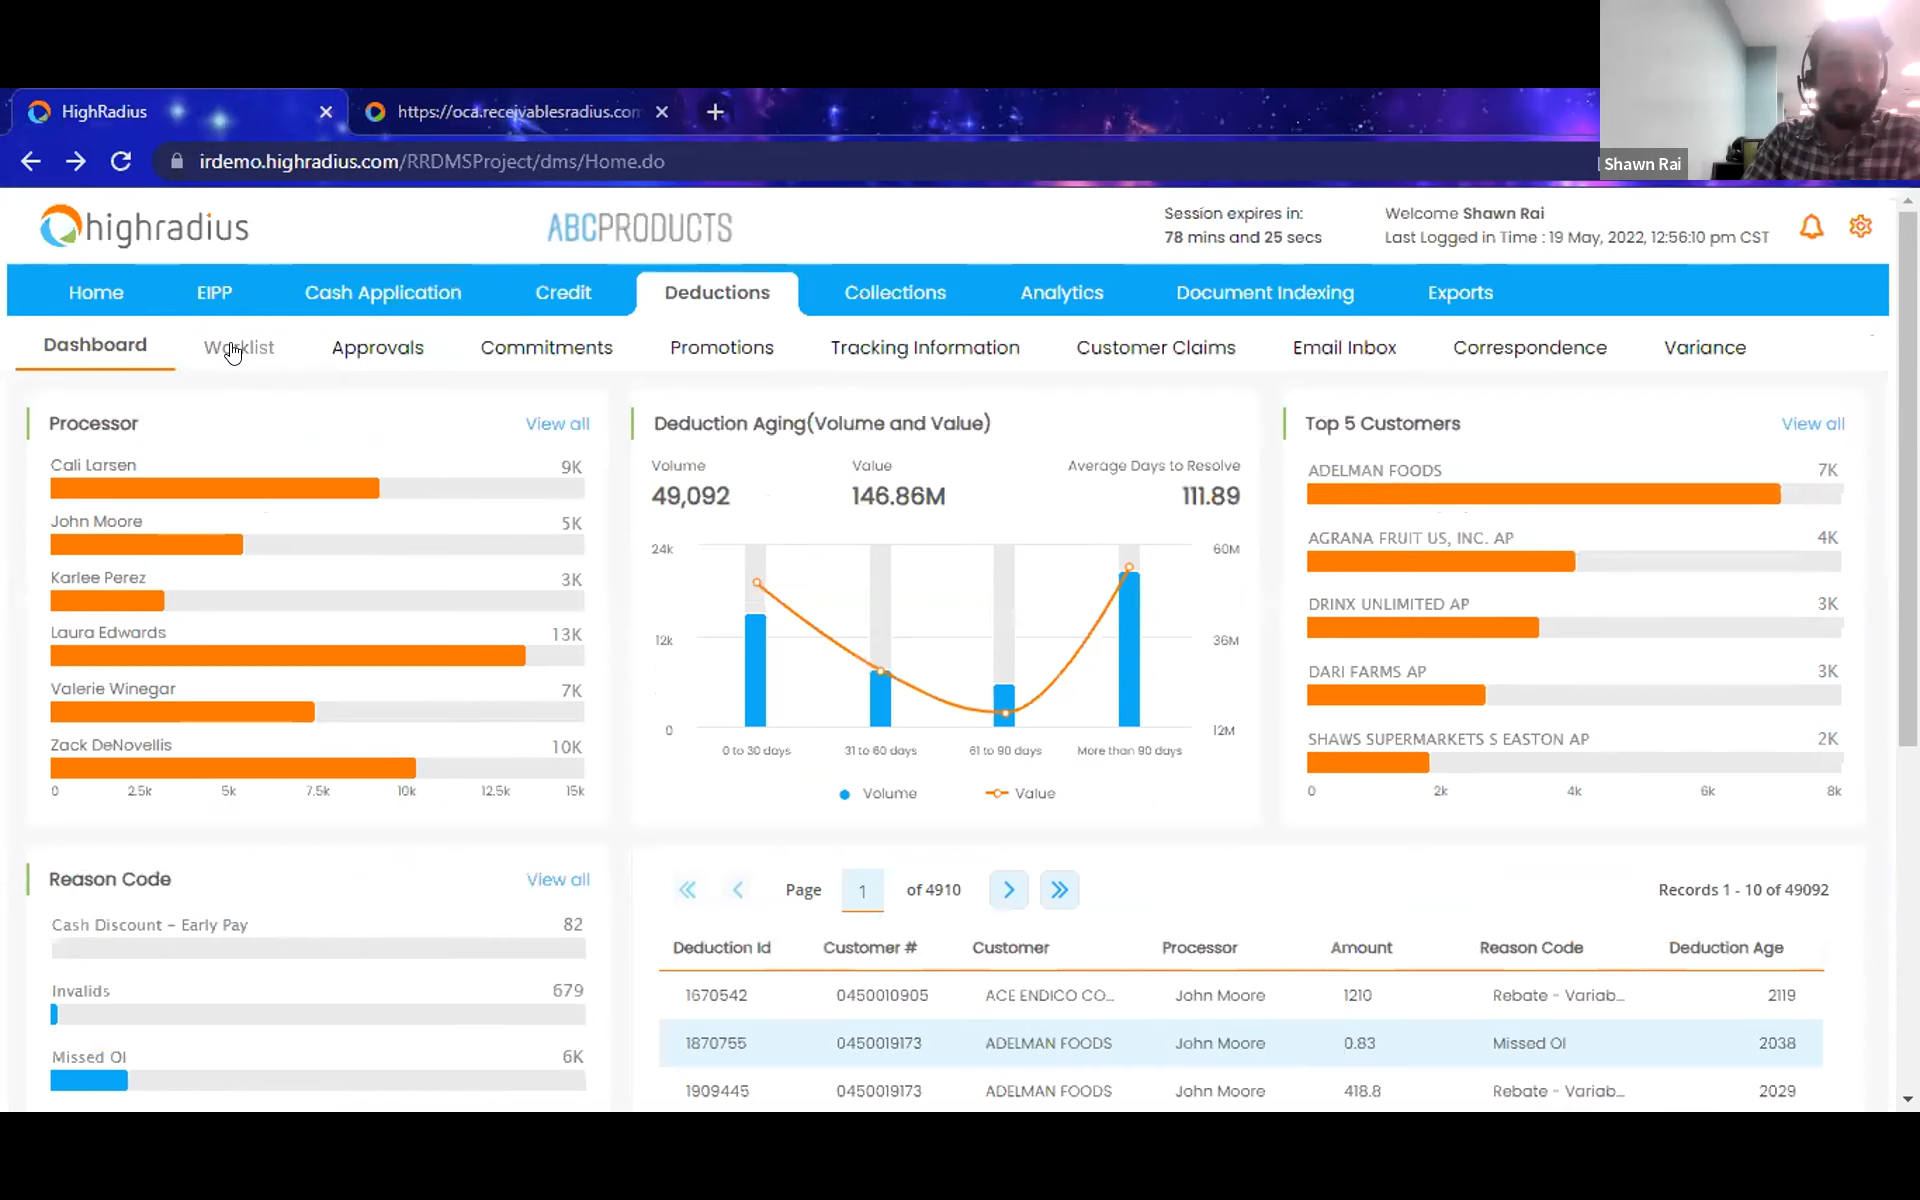 HighRadius
https://oca.receivablesradius.com
irdemo.highradius.com/RRDMSProject/dms/Home.do
Shawn Rai
highradius
ABCPRODUCTS
Session expires in:
78 mins and 25 secs
Welcome Shawn Rai
Last Logged in Time : 19 May, 2022, 12:56:10 pm CST
Home EIPP Cash Application Credit Deductions Collections Analytics Document Indexing Exports
Dashboard Worklist Approvals Commitments Promotions Tracking Information Customer Claims Email Inbox Correspondence Variance
Processor View all
Cali Larsen 9K
John Moore 5K
Karlee Perez 3K
Laura Edwards 13K
Valerie Winegar 7K
Zack DeNovellis 10K
0 2.5k 5k 7.5k 10k 12.5k 15k
Deduction Aging(Volume and Value)
Volume Value Average Days to Resolve
49,092 146.86M 111.89
24k 60M
12k 36M
0 12M
0 to 30 days 31 to 60 days 61 to 90 days More than 90 days
Volume Value
Top 5 Customers View all
ADELMAN FOODS 7K
AGRANA FRUIT US, INC. AP 4K
DRINX UNLIMITED AP 3K
DARI FARMS AP 3K
SHAWS SUPERMARKETS S EASTON AP 2K
0 2k 4k 6k 8k
Reason Code View all
Cash Discount - Early Pay 82
Invalids 679
Missed OI 6K
Page 1 of 4910 Records 1 - 10 of 49092
Deduction Id Customer # Customer Processor Amount Reason Code Deduction Age
1670542 0450010905 ACE ENDICO CO... John Moore 1210 Rebate - Variab... 2119
1870755 0450019173 ADELMAN FOODS John Moore 0.83 Missed OI 2038
1909445 0450019173 ADELMAN FOODS John Moore 418.8 Rebate - Variab... 2029